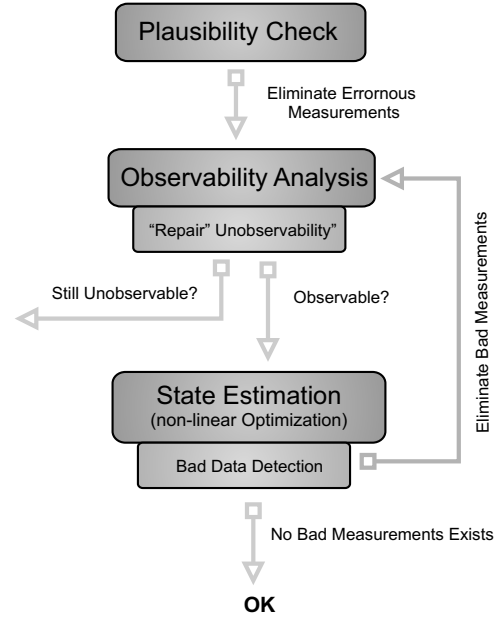 Plausibility Check
Eliminate Errornous
Measurements
Observability Analysis
“Repair” Unobservability”
Still Unobservable?
Observable?
Eliminate Bad Measurements
State Estimation
(non-linear Optimization)
Bad Data Detection
No Bad Measurements Exists
OK